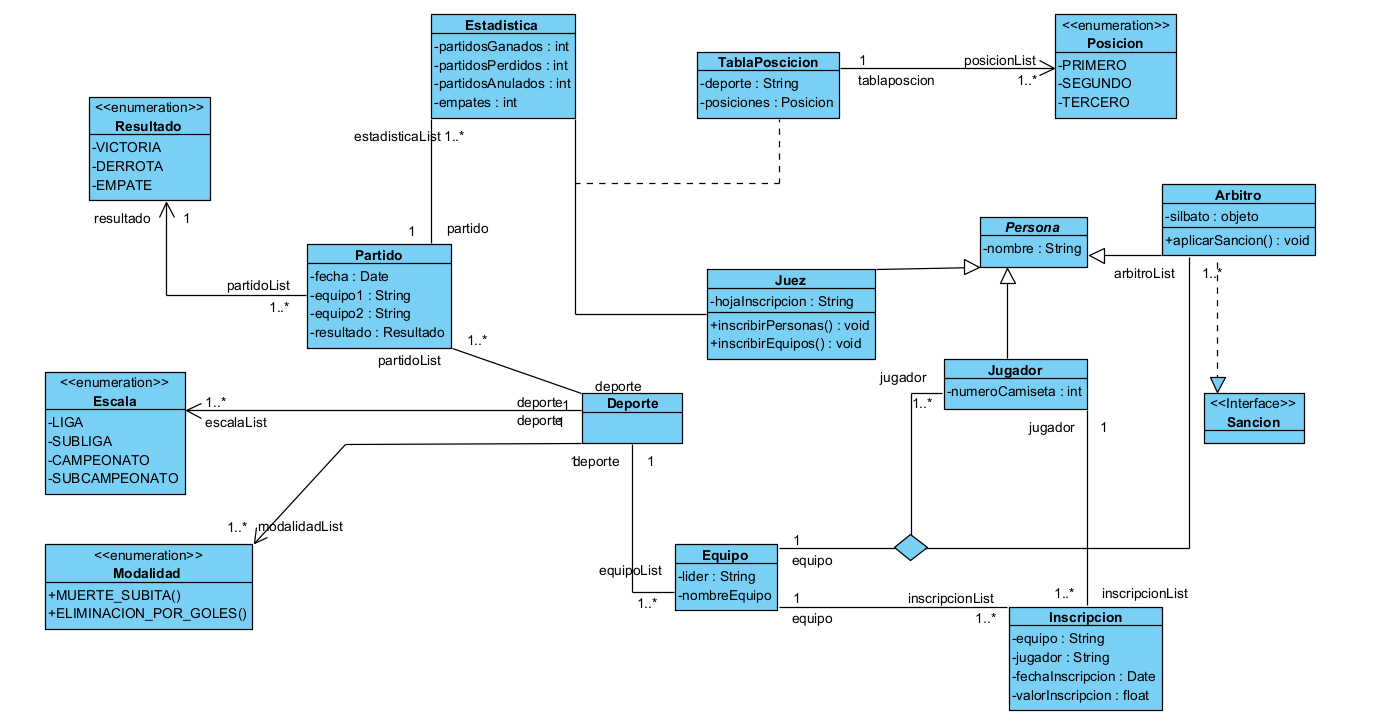 Estadistica
-partidosGanados : int
-partidosPerdidos : int
-partidosAnulados : int
-empates : int
TablaPoscicion
-deporte : String
-posiciones : Posicion
1
tablaposcion
posicionList
1..*
<<enumeration>>
Posicion
-PRIMERO
-SEGUNDO
-TERCERO
<<enumeration>>
Resultado
-VICTORIA
-DERROTA
-EMPATE
resultado
1
estadisticaList
1..*
1
partido
Partido
-fecha : Date
-equipo1 : String
-equipo2 : String
-resultado : Resultado
partidoList
1..*
1..*
partidoList
Persona
-nombre : String
Arbitro
-silbato : objeto
+aplicarSancion() : void
arbitroList
1..*
Juez
-hojaInscripcion : String
+inscribirPersonas() : void
+inscribirEquipos() : void
Jugador
-numeroCamiseta : int
jugador
1..*
jugador
1
<<Interface>>
Sancion
<<enumeration>>
Escala
-LIGA
-SUBLIGA
-CAMPEONATO
-SUBCAMPEONATO
1..*
escalaList
deporte
deporte
1
deporte
1
Deporte
1
deporte
1
1..*
modalidadList
<<enumeration>>
Modalidad
+MUERTE_SUBITA()
+ELIMINACION_POR_GOLES()
equipoList
1..*
Equipo
-lider : String
-nombreEquipo
1
equipo
1
equipo
inscripcionList
1..*
1..*
inscripcionList
Inscripcion
-equipo : String
-jugador : String
-fechaInscripcion : Date
-valorInscripcion : float